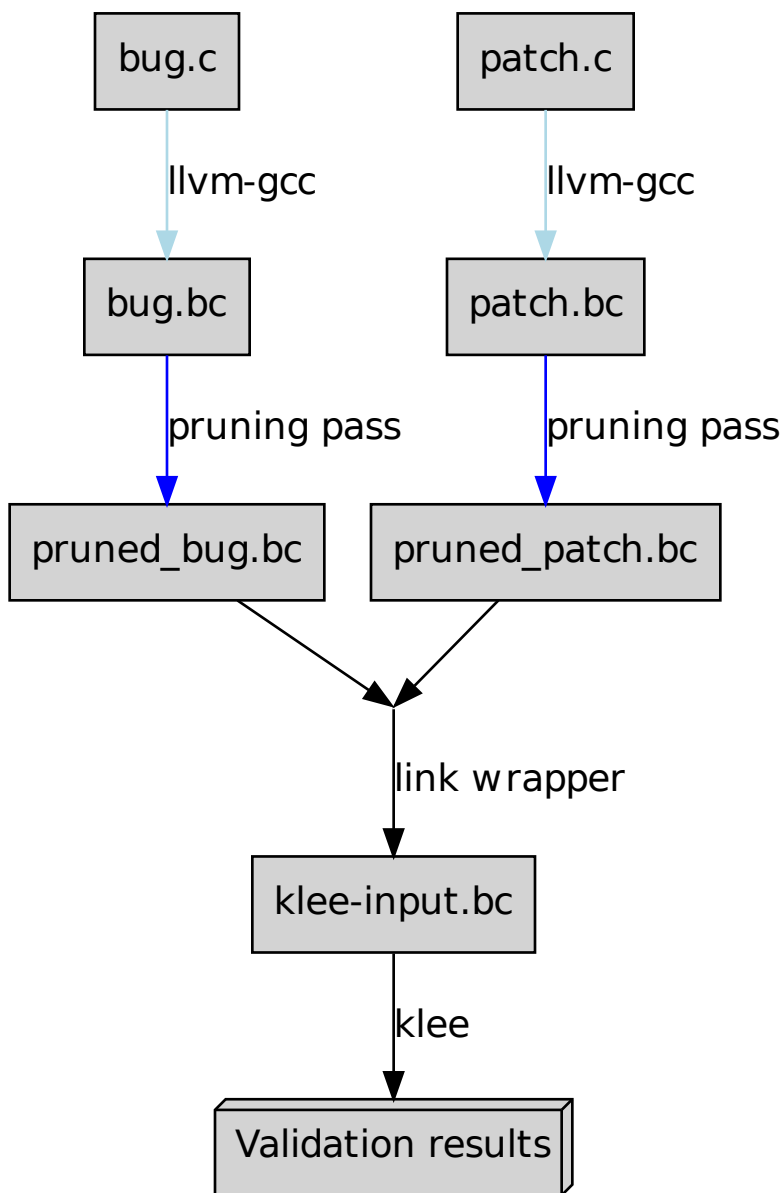 bug.c
patch.c
llvm-gcc
llvm-gcc
bug.bc
patch.bc
pruning pass
pruning pass
pruned_bug.bc
pruned_patch.bc
link wrapper
klee-input.bc
klee
Validation results